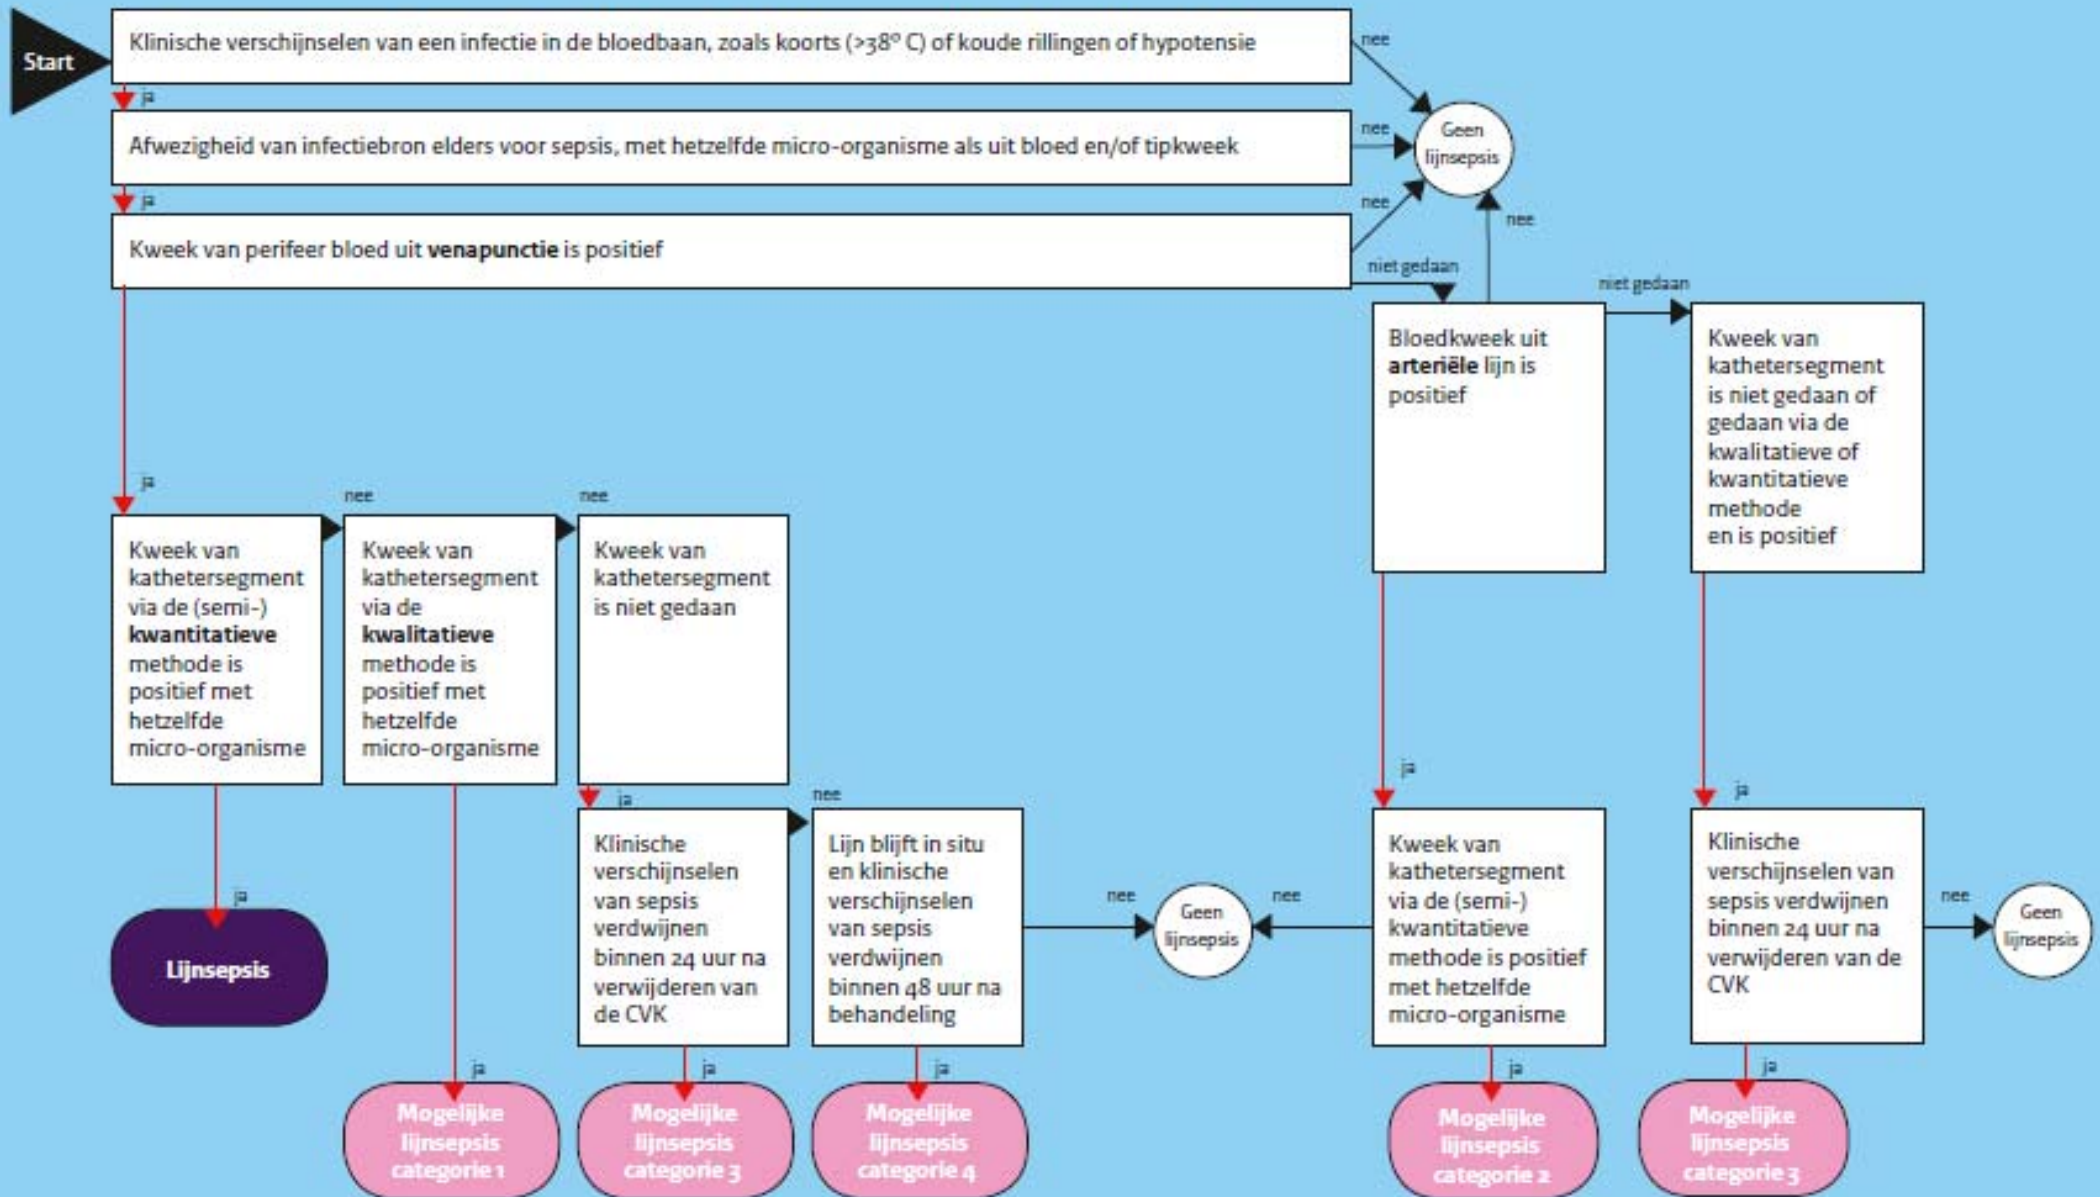 Start
Klinische verschijnselen van een infectie in de bloedbaan, zoals koorts (>38° C) of koude rillingen of hypotensie
nee
ja
Afwezigheid van infectiebron elders voor sepsis, met hetzelfde micro-organisme als uit bloed en/of tipkweek
nee
Geen
lijnsepsis
ja
Kweek van perifeer bloed uit venapunctie is positief
nee
nee
niet gedaan
niet gedaan
Bloedkweek uit
arteriële lijn is
positief
Kweek van
kathetersegment
is niet gedaan of
gedaan via de
kwalitatieve of
kwantitatieve
methode
en is positief
ja
nee
nee
Kweek van
kathetersegment
via de (semi-)
kwantitatieve
methode is
positief met
hetzelfde
micro-organisme
Kweek van
kathetersegment
via de
kwalitatieve
methode is
positief met
hetzelfde
micro-organisme
Kweek van
kathetersegment
is niet gedaan
ja
nee
ja
ja
Klinische
verschijnselen
van sepsis
verdwijnen
binnen 24 uur na
verwijderen van
de CVK
Lijn blijft in situ
en klinische
verschijnselen
van sepsis
verdwijnen
binnen 48 uur na
behandeling
nee
Geen
lijnsepsis
nee
Kweek van
kathetersegment
via de (semi-)
kwantitatieve
methode is positief
met hetzelfde
micro-organisme
Klinische
verschijnselen van
sepsis verdwijnen
binnen 24 uur na
verwijderen van de
CVK
nee
Geen
lijnsepsis
ja
Lijnsepsis
ja
ja
ja
ja
ja
Mogelijke
lijnsepsis
categorie 1
Mogelijke
lijnsepsis
categorie 3
Mogelijke
lijnsepsis
categorie 4
Mogelijke
lijnsepsis
categorie 2
Mogelijke
lijnsepsis
categorie 3